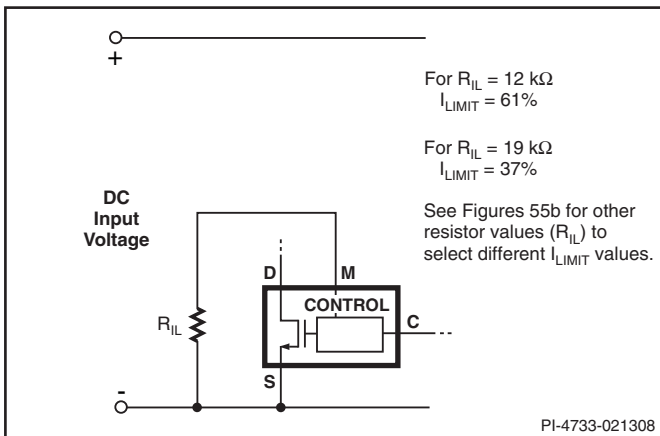 +
For R_IL = 12 kΩ
I_LIMIT = 61%
For R_IL = 19 kΩ
I_LIMIT = 37%
See Figures 55b for other
resistor values (R_IL) to
select different I_LIMIT values.
DC
Input
Voltage
D
M
CONTROL
C
R_IL
S
-
PI-4733-021308